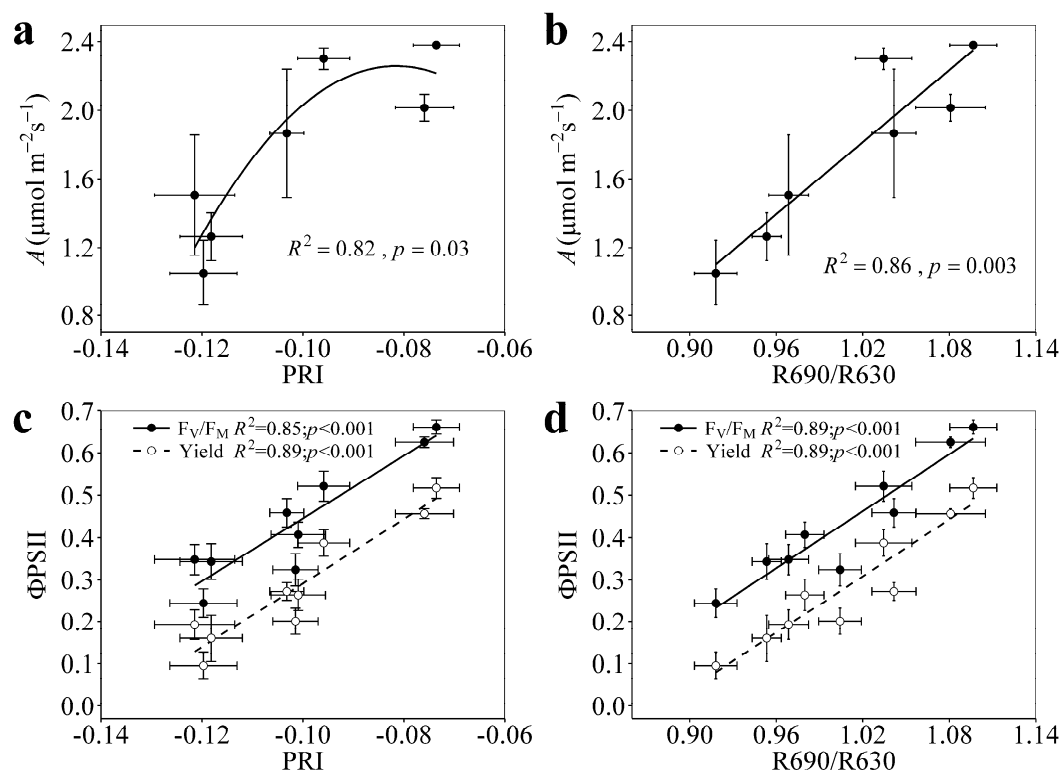 a
2.4
2.0
1.6
1.2
0.8
A (μmol m−2s−1)
R2 = 0.82 , p = 0.03
-0.14 -0.12 -0.10 -0.08 -0.06
PRI
b
2.4
2.0
1.6
1.2
0.8
A (μmol m−2s−1)
R2 = 0.86 , p = 0.003
0.90 0.96 1.02 1.08 1.14
R690/R630
c
0.7
0.6
0.5
0.4
0.3
0.2
0.1
0.0
ΦPSII
FV/FM R2=0.85;p<0.001
Yield R2=0.89;p<0.001
-0.14 -0.12 -0.10 -0.08 -0.06
PRI
d
0.7
0.6
0.5
0.4
0.3
0.2
0.1
0.0
ΦPSII
FV/FM R2=0.89;p<0.001
Yield R2=0.89;p<0.001
0.90 0.96 1.02 1.08 1.14
R690/R630